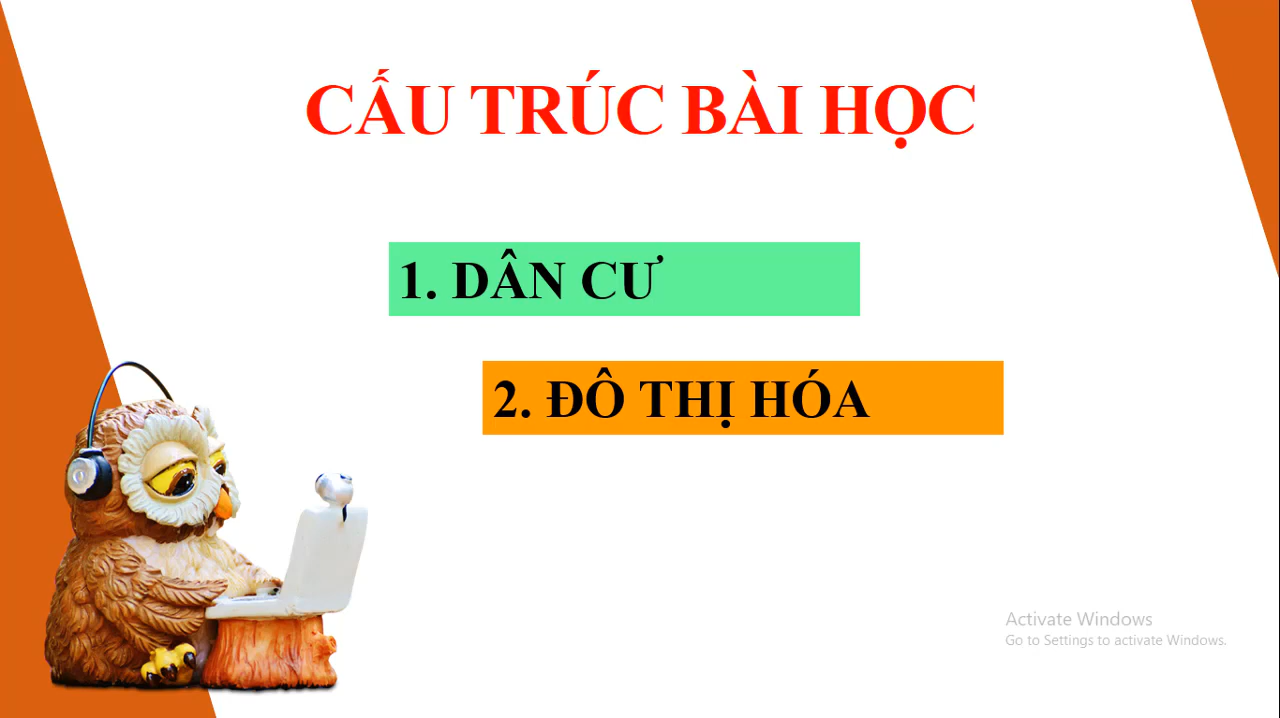 CẤU TRÚC BÀI HỌC
1. DÂN CƯ
2. ĐÔ THỊ HÓA
Activate Windows
Go to Settings to activate Windows.